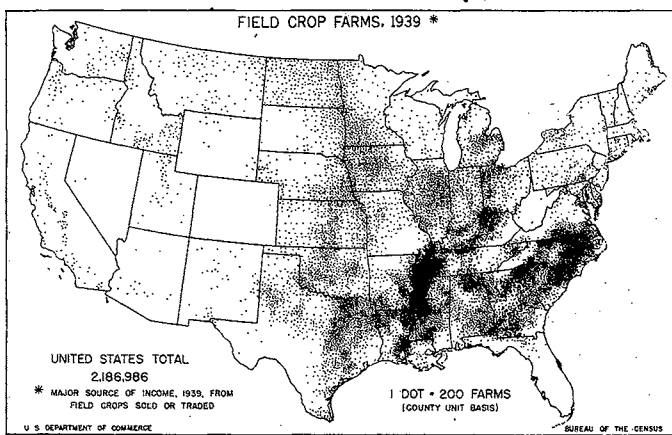 FIELD CROP FARMS, 1939 *
UNITED STATES TOTAL
2,186,986
* MAJOR SOURCE OF INCOME, 1939, FROM
FIELD CROPS SOLD OR TRADED
1 DOT = 200 FARMS
(COUNTY UNIT BASIS)
U S DEPARTMENT OF COMMERCE
BUREAU OF THE CENSUS